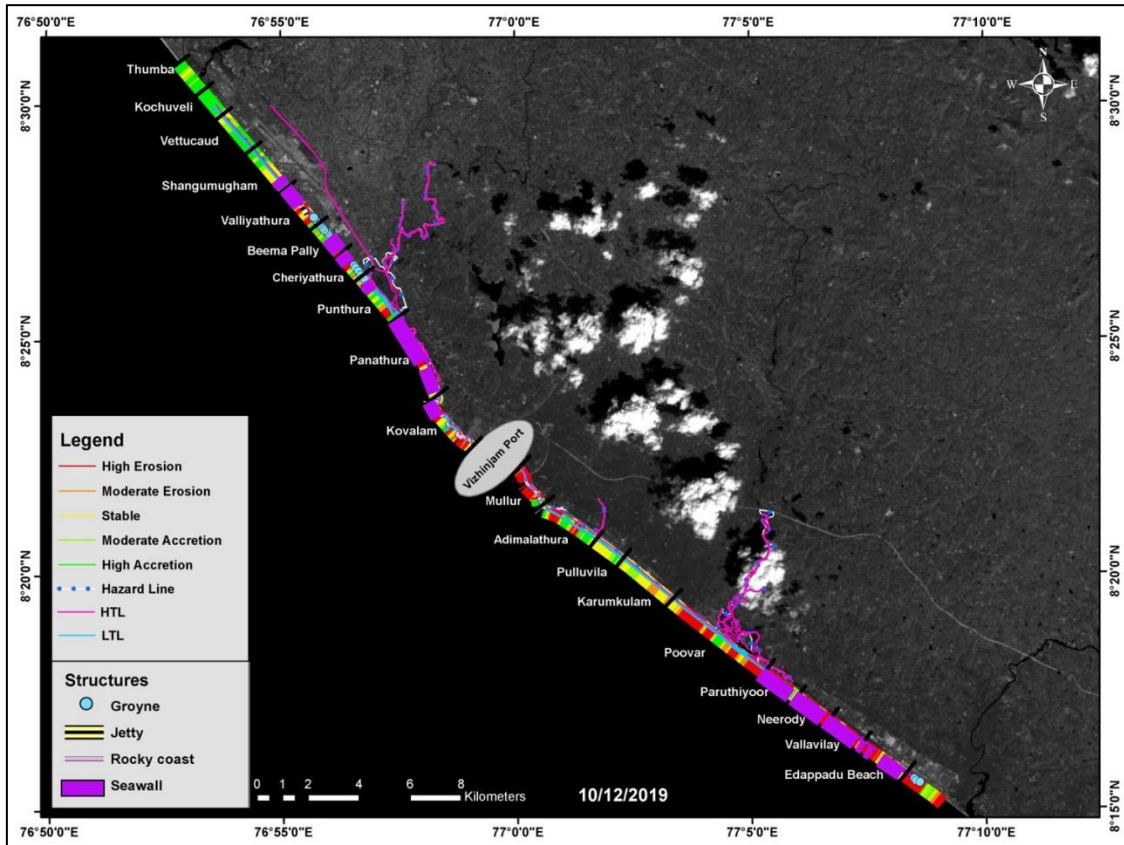 76°50'0"E
76°55'0"E
77°0'0"E
77°5'0"E
77°10'0"E
N
W
E
S
8°30'0"N
8°30'0"N
8°25'0"N
8°25'0"N
8°20'0"N
8°20'0"N
8°15'0"N
8°15'0"N
Thumba
Kochuveli
Vettucaud
Shangumugham
Valliyathura
Beema Pally
Cheriyathura
Punthura
Panathura
Kovalam
Vizhinjam Port
Mullur
Adimalathura
Pulluvila
Karumkulam
Poovar
Paruthiyoor
Neerody
Vallavilay
Edappadu Beach
Legend
High Erosion
Moderate Erosion
Stable
Moderate Accretion
High Accretion
Hazard Line
HTL
LTL
Structures
Groyne
Jetty
Rocky coast
Seawall
0 1 2 4 6 8
Kilometers
10/12/2019
76°50'0"E
76°55'0"E
77°0'0"E
77°5'0"E
77°10'0"E